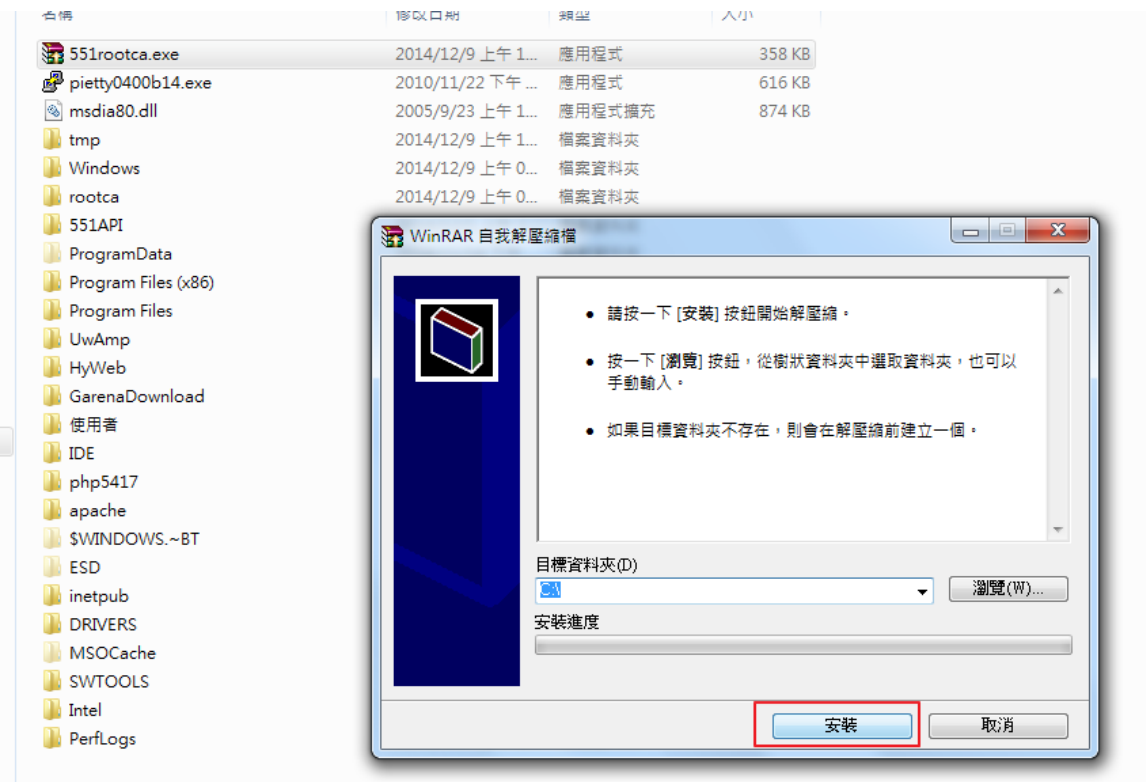 名稱 修改日期 類型 大小
551rootca.exe 2014/12/9 上午 1... 應用程式 358 KB
pietty0400b14.exe 2010/11/22 下午 ... 應用程式 616 KB
msdia80.dll 2005/9/23 上午 1... 應用程式擴充 874 KB
tmp 2014/12/9 上午 1... 檔案資料夾
Windows 2014/12/9 上午 0... 檔案資料夾
rootca 2014/12/9 上午 0... 檔案資料夾
551API
ProgramData
Program Files (x86)
Program Files
UwAmp
HyWeb
GarenaDownload
使用者
IDE
php5417
apache
$WINDOWS.~BT
ESD
inetpub
DRIVERS
MSOCache
SWTOOLS
Intel
PerfLogs
WinRAR 自我解壓縮檔
● 請按一下 [安裝] 按鈕開始解壓縮。
● 按一下 [瀏覽] 按鈕，從樹狀資料夾中選取資料夾，也可以
手動輸入。
● 如果目標資料夾不存在，則會在解壓縮前建立一個。
目標資料夾(D)
C:\
瀏覽(W)...
安裝進度
安裝
取消